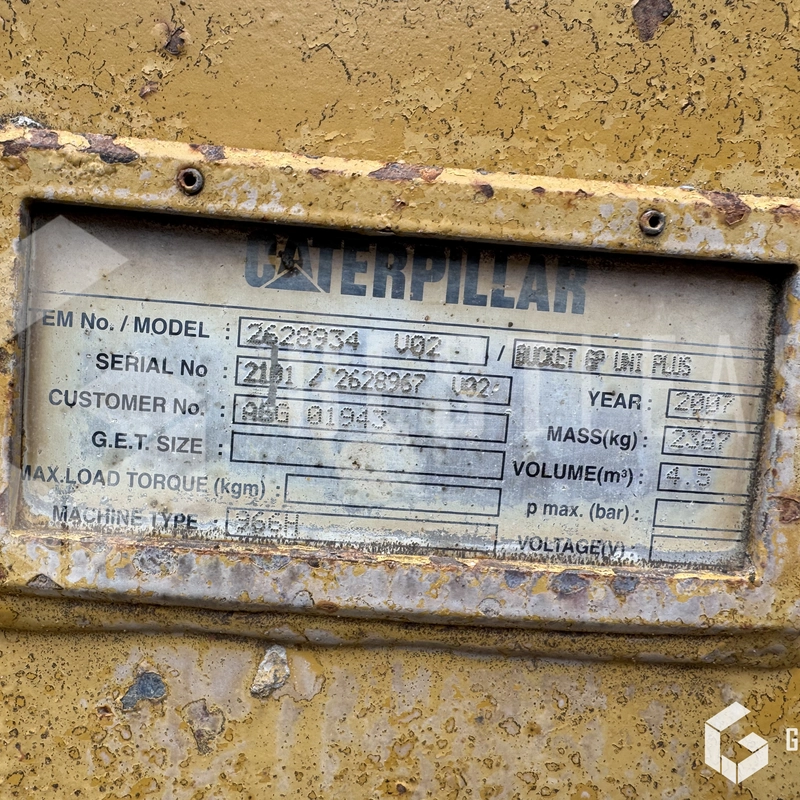 CATERPILLAR
EM No. / MODEL : 2628934 V02 / BUCKET GP UNI PLUS
SERIAL No : 2101 / 2628967 V02
YEAR : 2007
CUSTOMER No. : A8G 01943
MASS(kg) : 2387
G.E.T. SIZE :
VOLUME(m³) : 4.5
MAX.LOAD TORQUE (kgm) :
p max. (bar) :
MACHINE TYPE : 966H
VOLTAGE(V) :
G